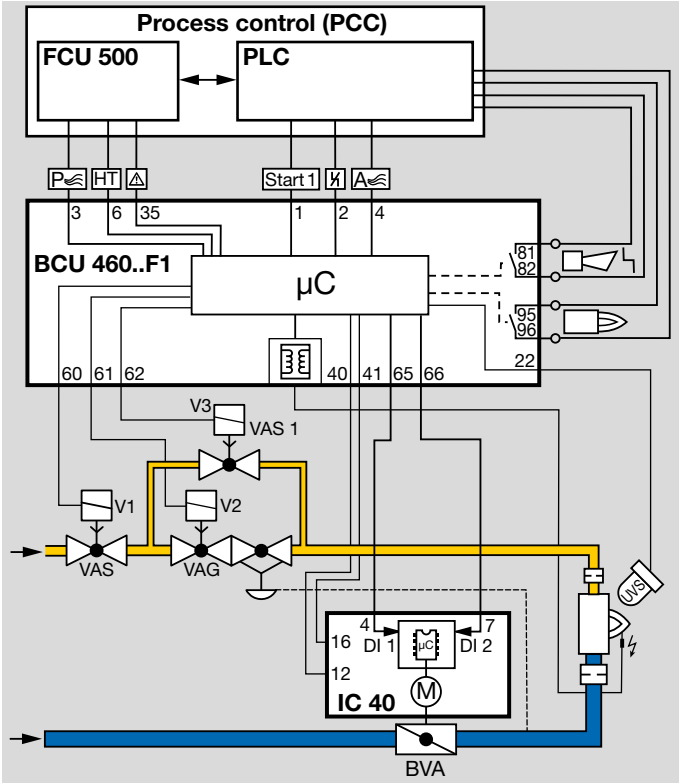 Process control (PCC)
FCU 500
PLC
P
HT
Start 1
A
3
6
35
1
2
4
BCU 460..F1
µC
81
82
95
96
22
60
61
62
40
41
65
66
V3
VAS 1
V1
V2
VAS
VAG
UVS
4
7
16
DI 1
µC
DI 2
12
M
IC 40
BVA